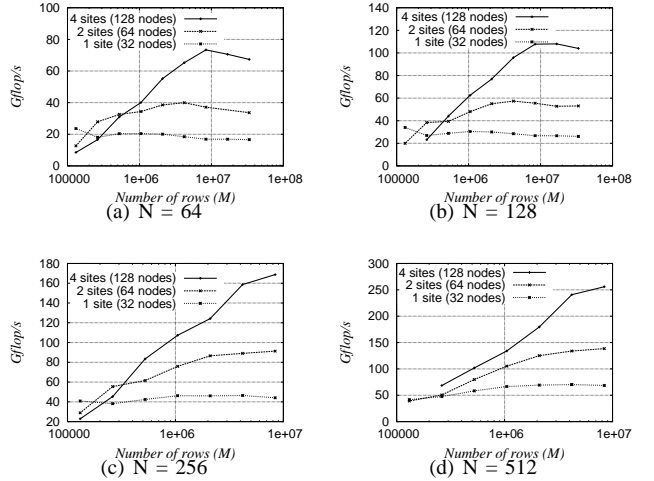 100
80
60
40
20
0
4 sites (128 nodes)
2 sites (64 nodes)
1 site (32 nodes)
Gflop/s
100000 1e+06 1e+07 1e+08
Number of rows (M)
(a) N = 64
140
120
100
80
60
40
20
0
4 sites (128 nodes)
2 sites (64 nodes)
1 site (32 nodes)
Gflop/s
100000 1e+06 1e+07 1e+08
Number of rows (M)
(b) N = 128
180
160
140
120
100
80
60
40
20
4 sites (128 nodes)
2 sites (64 nodes)
1 site (32 nodes)
Gflop/s
1e+06 1e+07
Number of rows (M)
(c) N = 256
300
250
200
150
100
50
0
4 sites (128 nodes)
2 sites (64 nodes)
1 site (32 nodes)
Gflop/s
1e+06 1e+07
Number of rows (M)
(d) N = 512